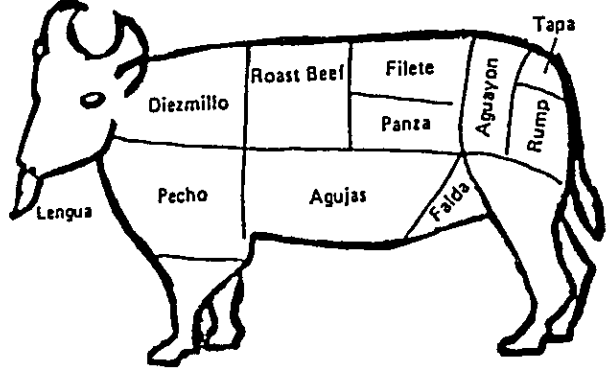 Tapa
Roast Beef
Filete
Aguayon
Diezmillo
Panza
Rump
Lengua
Pecho
Agujas
Falda